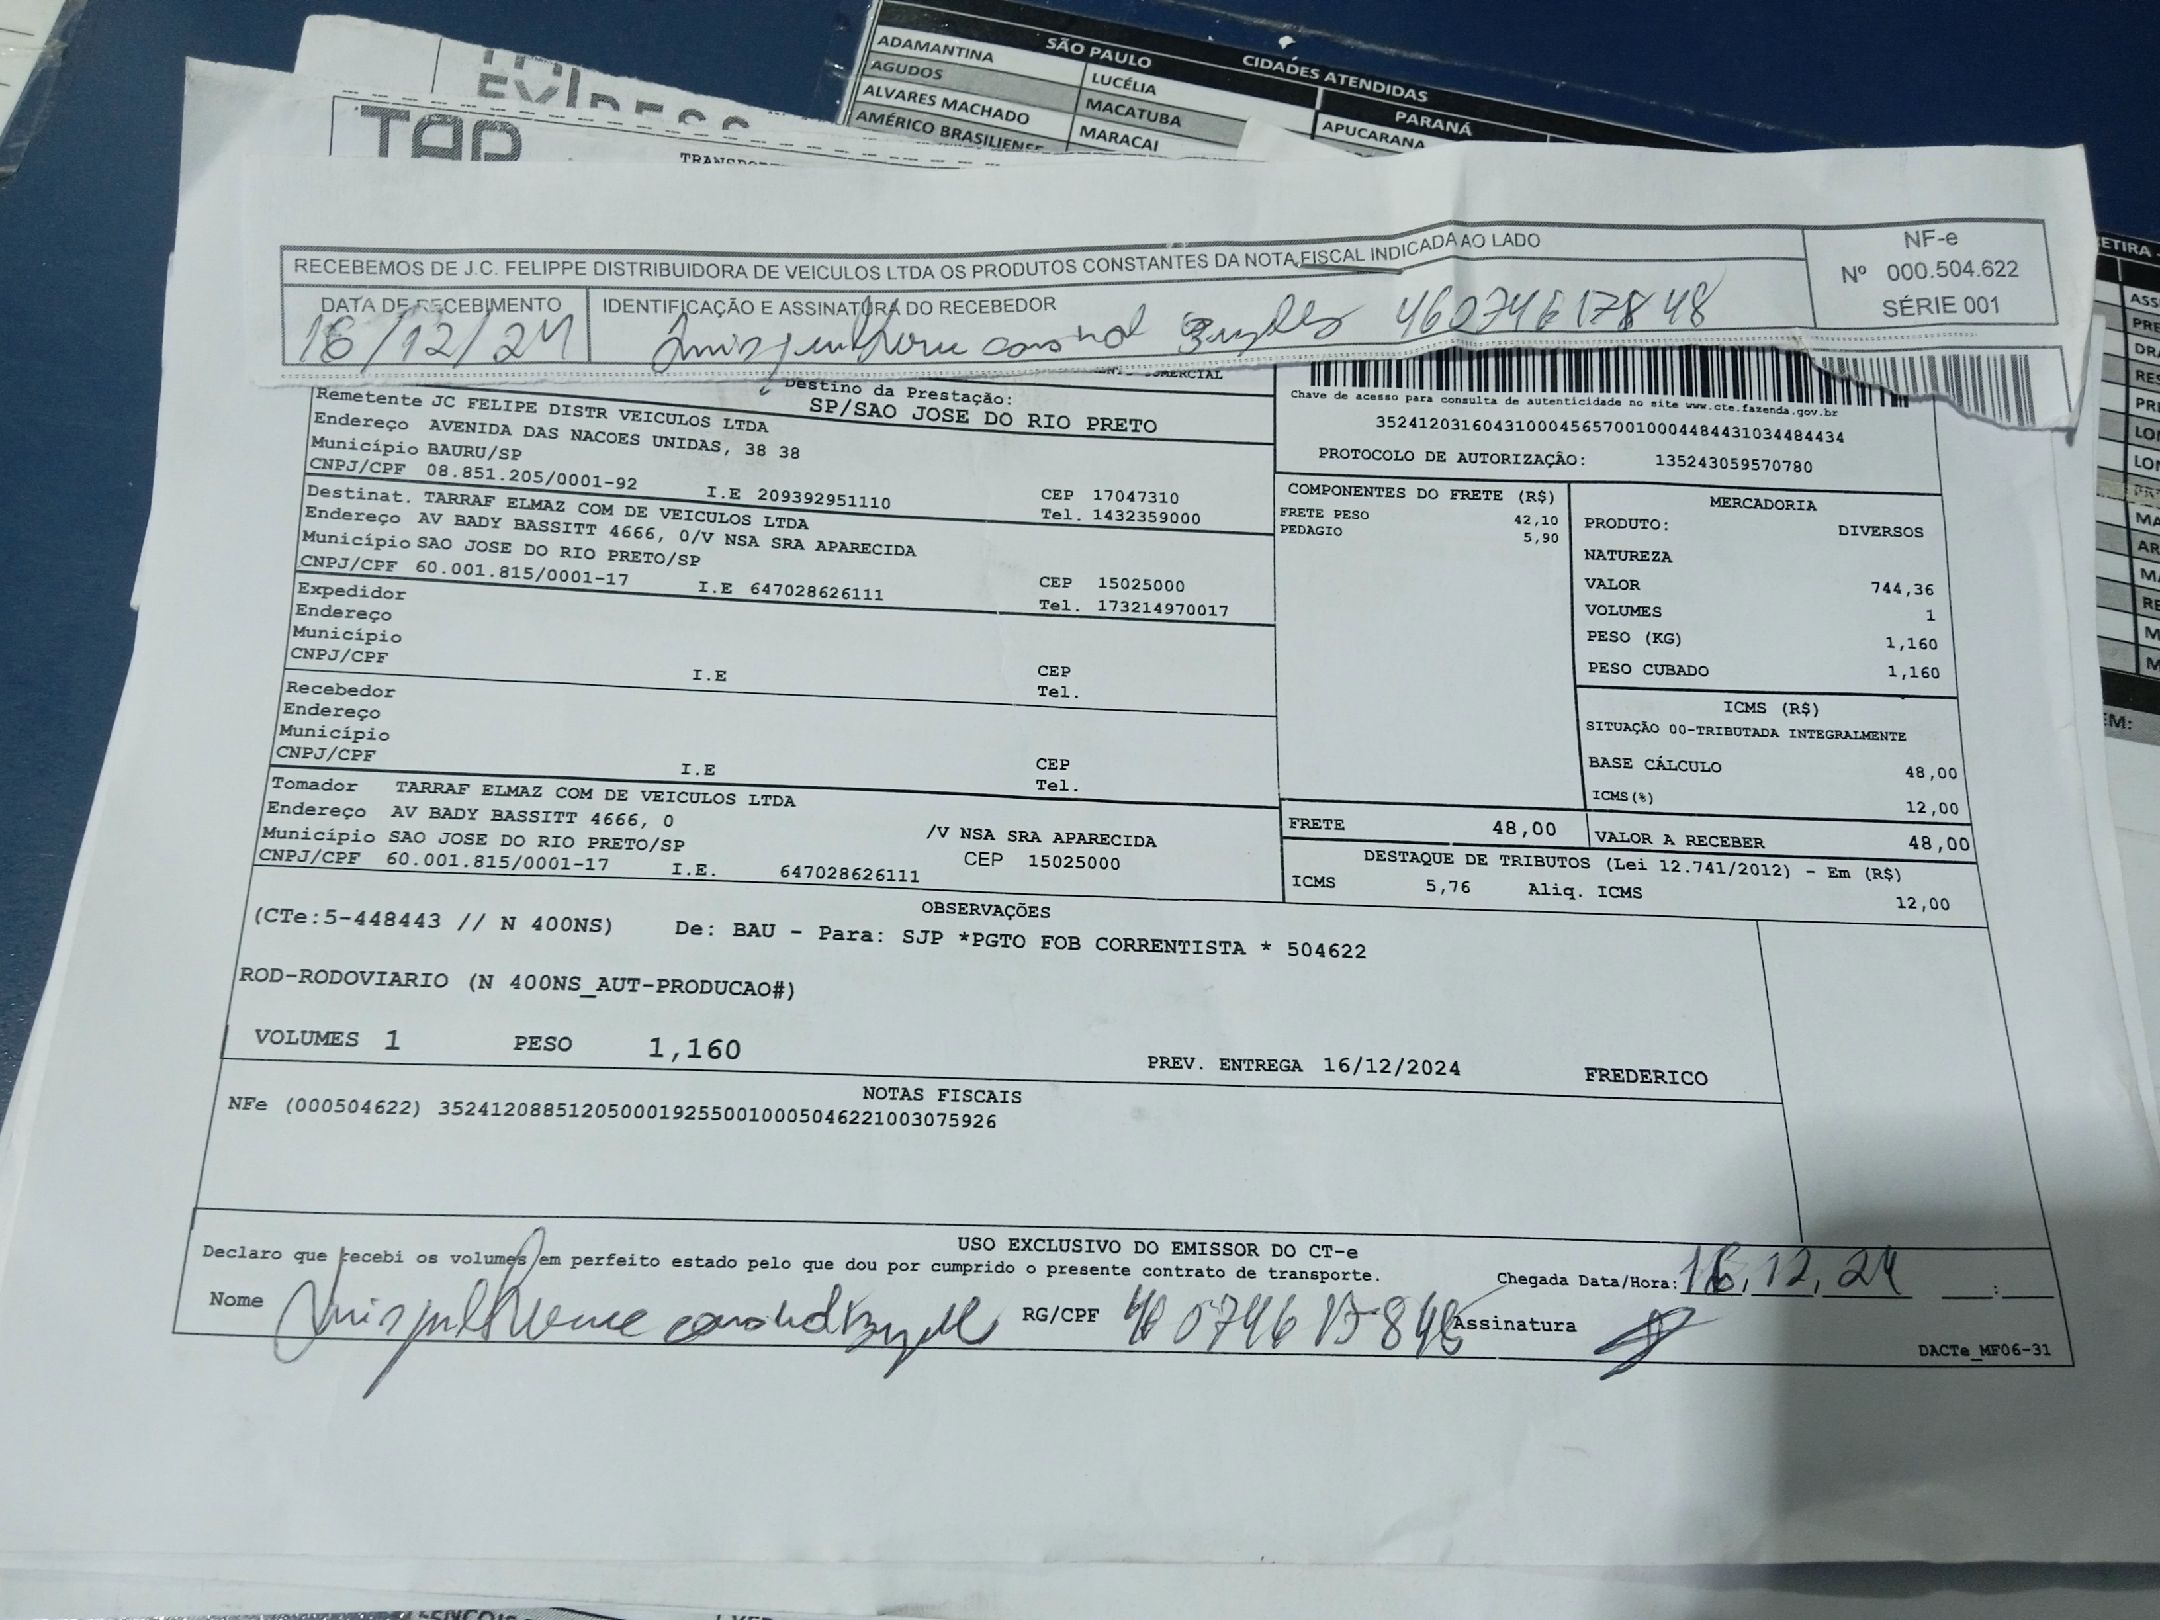 SÃO PAULO
CIDADES ATENDIDAS
PARANÁ
ADAMANTINA
LUCÉLIA
AGUDOS
MACATUBA
ALVARES MACHADO
MARACAI
AMÉRICO BRASILIENSE
APUCARANA
TAP
RECEBEMOS DE J.C. FELIPPE DISTRIBUIDORA DE VEICULOS LTDA OS PRODUTOS CONSTANTES DA NOTA FISCAL INDICADA AO LADO
NF-e
Nº 000.504.622
SÉRIE 001
DATA DE RECEBIMENTO
IDENTIFICAÇÃO E ASSINATURA DO RECEBEDOR
16/12/24
46074617848
Destino da Prestação:
SP/SAO JOSE DO RIO PRETO
Chave de acesso para consulta de autenticidade no site www.cte.fazenda.gov.br
35241203160431000456570010004484431034484434
PROTOCOLO DE AUTORIZAÇÃO: 135243059570780
Remetente JC FELIPE DISTR VEICULOS LTDA
Endereço AVENIDA DAS NACOES UNIDAS, 38 38
Município BAURU/SP CEP 17047310
CNPJ/CPF 08.851.205/0001-92 I.E 209392951110 Tel. 1432359000
Destinat. TARRAF ELMAZ COM DE VEICULOS LTDA
Endereço AV BADY BASSITT 4666, 0/V NSA SRA APARECIDA
Município SAO JOSE DO RIO PRETO/SP CEP 15025000
CNPJ/CPF 60.001.815/0001-17 I.E 647028626111 Tel. 173214970017
Expedidor
Endereço
Município CEP
CNPJ/CPF I.E Tel.
Recebedor
Endereço
Município CEP
CNPJ/CPF I.E Tel.
Tomador TARRAF ELMAZ COM DE VEICULOS LTDA
Endereço AV BADY BASSITT 4666, 0 /V NSA SRA APARECIDA
Município SAO JOSE DO RIO PRETO/SP CEP 15025000
CNPJ/CPF 60.001.815/0001-17 I.E. 647028626111
COMPONENTES DO FRETE (R$)
FRETE PESO 42,10
PEDAGIO 5,90
MERCADORIA
PRODUTO: DIVERSOS
NATUREZA
VALOR 744,36
VOLUMES 1
PESO (KG) 1,160
PESO CUBADO 1,160
ICMS (R$)
SITUAÇÃO 00-TRIBUTADA INTEGRALMENTE
BASE CÁLCULO 48,00
ICMS(%) 12,00
FRETE 48,00 VALOR A RECEBER 48,00
DESTAQUE DE TRIBUTOS (Lei 12.741/2012) - Em (R$)
ICMS 5,76 Aliq. ICMS 12,00
OBSERVAÇÕES
(CTe:5-448443 // N 400NS) De: BAU - Para: SJP *PGTO FOB CORRENTISTA * 504622
ROD-RODOVIARIO (N 400NS_AUT-PRODUCAO#)
VOLUMES 1 PESO 1,160 PREV. ENTREGA 16/12/2024 FREDERICO
NOTAS FISCAIS
NFe (000504622) 35241208851205000192550010005046221003075926
USO EXCLUSIVO DO EMISSOR DO CT-e
Declaro que recebi os volumes em perfeito estado pelo que dou por cumprido o presente contrato de transporte.
Chegada Data/Hora: 16,12,24 __:__
Nome RG/CPF Assinatura
DACTe_MF06-31